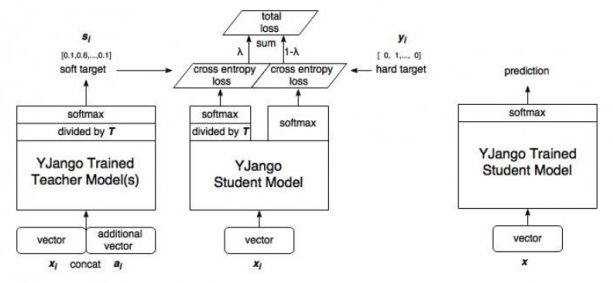 total
loss
s_i
sum
y_i
[0.1,0.6,...,0.1]
λ
1-λ
[ 0, 1,..., 0]
soft target
cross entropy
loss
cross entropy
loss
hard target
prediction
softmax
divided by T
YJango Trained
Teacher Model(s)
softmax
divided by T
softmax
YJango
Student Model
softmax
YJango Trained
Student Model
vector
additional
vector
x_i concat a_i
vector
x_i
vector
x